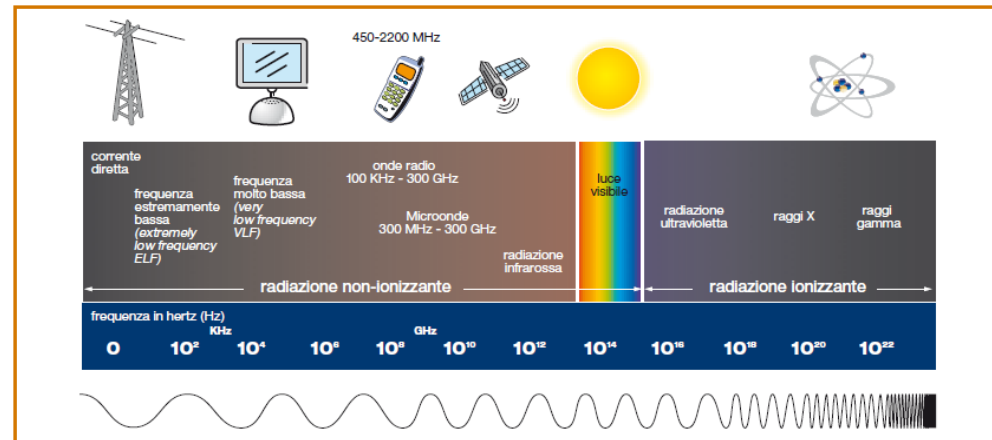 450-2200 MHz
corrente
diretta
frequenza
estremamente
bassa
(extremely
low frequency
ELF)
frequenza
molto bassa
(very
low frequency
VLF)
onde radio
100 KHz - 300 GHz
Microonde
300 MHz - 300 GHz
radiazione
infrarossa
luce
visibile
radiazione
ultravioletta
raggi X
raggi
gamma
radiazione non-ionizzante
radiazione ionizzante
frequenza in hertz (Hz)
KHz GHz
0 10² 10⁴ 10⁶ 10⁸ 10¹⁰ 10¹² 10¹⁴ 10¹⁶ 10¹⁸ 10²⁰ 10²²